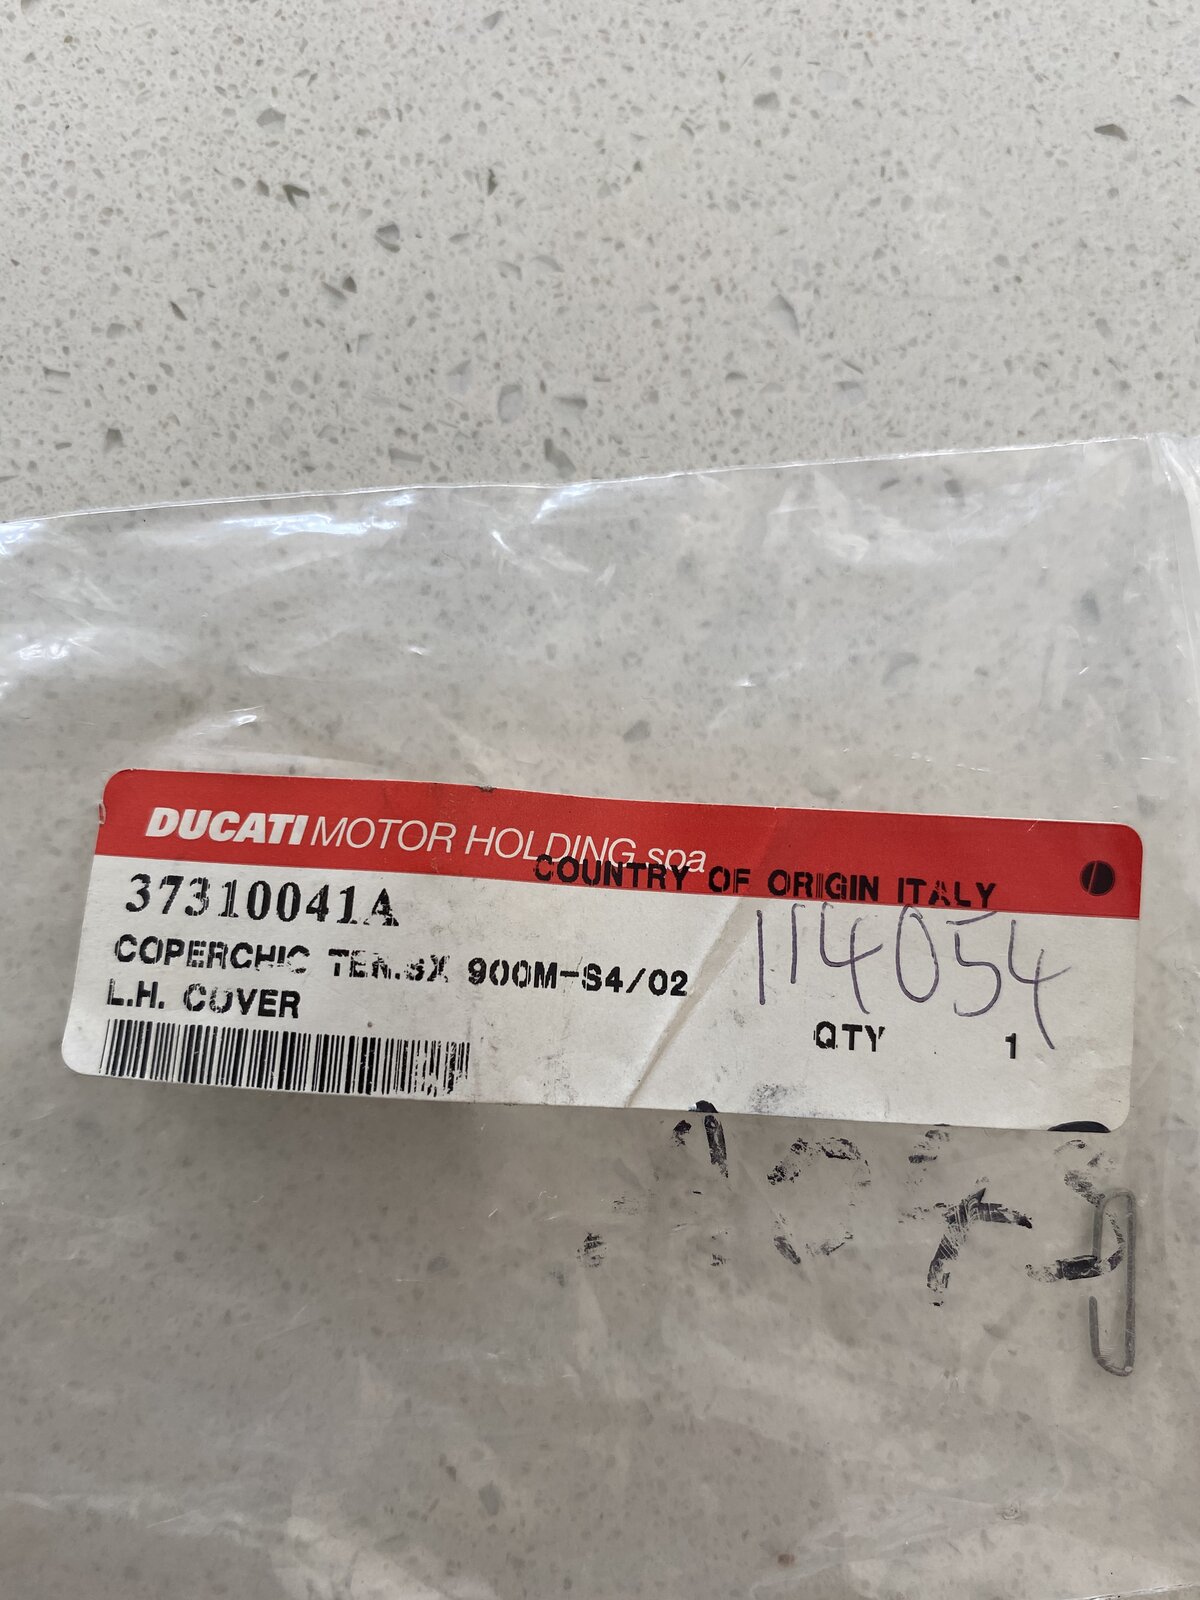 DUCATI MOTOR HOLDING spa
COUNTRY OF ORIGIN ITALY
37310041A
114054
COPERCHIO TEN.SX 900M-S4/02
L.H. COVER
QTY 1